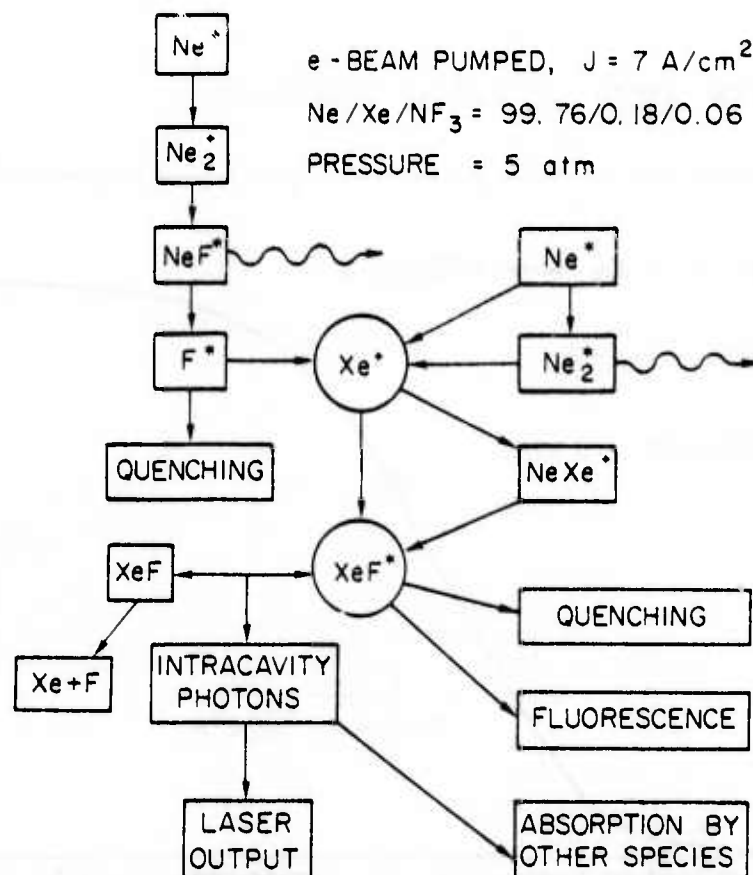 Ne⁺
e - BEAM PUMPED, J = 7 A/cm²
Ne/Xe/NF₃ = 99.76/0.18/0.06
PRESSURE = 5 atm
Ne₂⁺
NeF*
Ne*
F*
Xe⁺
Ne₂*
QUENCHING
NeXe⁺
XeF
XeF*
QUENCHING
Xe+F
INTRACAVITY
PHOTONS
FLUORESCENCE
LASER
OUTPUT
ABSORPTION BY
OTHER SPECIES